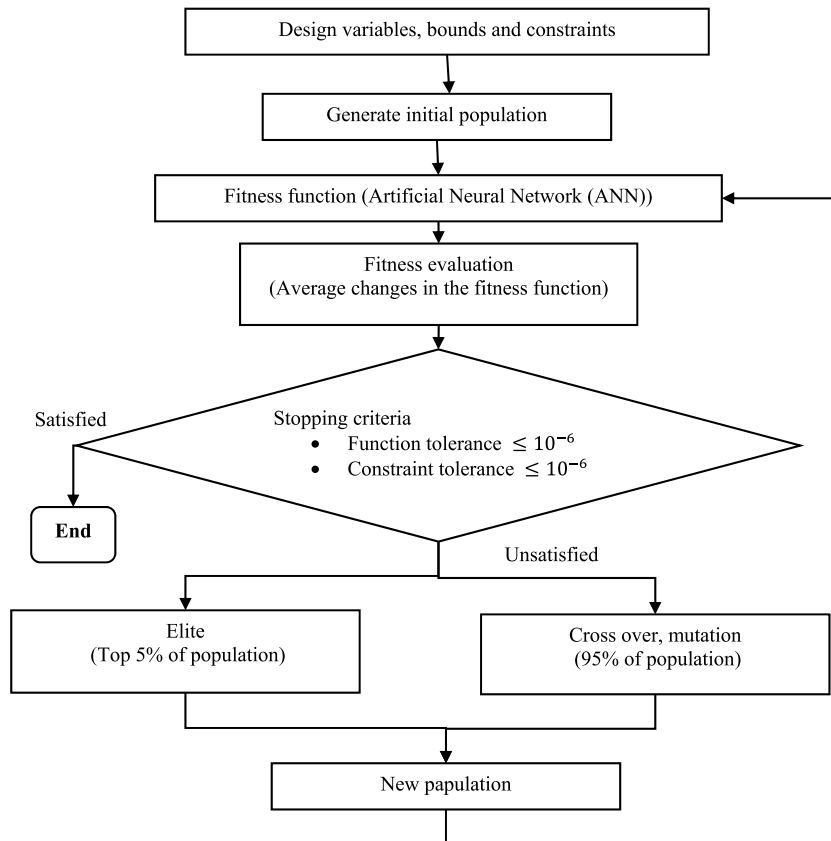 Design variables, bounds and constraints
Generate initial population
Fitness function (Artificial Neural Network (ANN))
Fitness evaluation
(Average changes in the fitness function)
Satisfied
Stopping criteria
• Function tolerance ≤ 10⁻⁶
• Constraint tolerance ≤ 10⁻⁶
End
Unsatisfied
Elite
(Top 5% of population)
Cross over, mutation
(95% of population)
New papulation